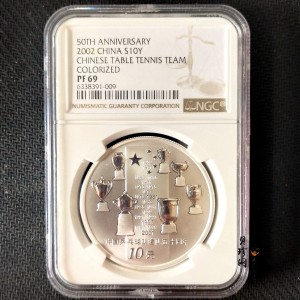 50TH ANNIVERSARY
2002 CHINA S10Y
CHINESE TABLE TENNIS TEAM
COLORIZED
PF 69
6338391-009
NUMISMATIC GUARANTY CORPORATION
NGC
10元